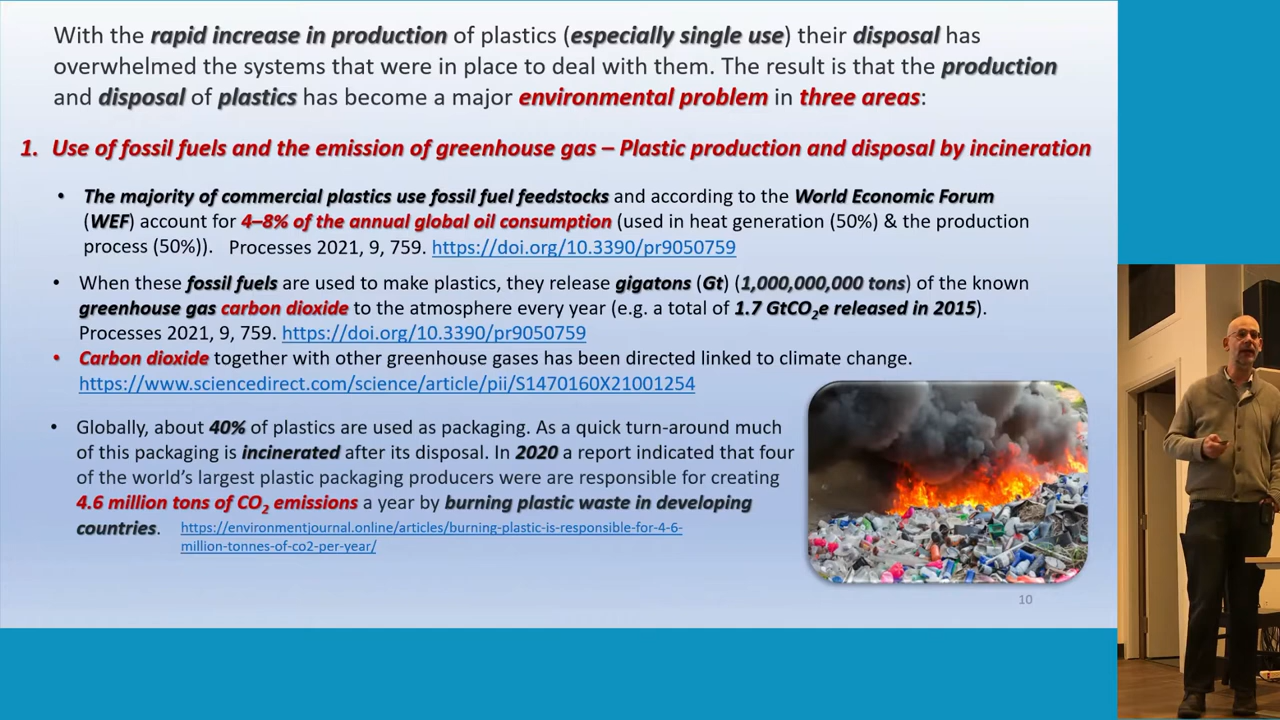 With the rapid increase in production of plastics (especially single use) their disposal has
overwhelmed the systems that were in place to deal with them. The result is that the production
and disposal of plastics has become a major environmental problem in three areas:
1. Use of fossil fuels and the emission of greenhouse gas – Plastic production and disposal by incineration
• The majority of commercial plastics use fossil fuel feedstocks and according to the World Economic Forum
(WEF) account for 4–8% of the annual global oil consumption (used in heat generation (50%) & the production
process (50%)). Processes 2021, 9, 759. https://doi.org/10.3390/pr9050759
• When these fossil fuels are used to make plastics, they release gigatons (Gt) (1,000,000,000 tons) of the known
greenhouse gas carbon dioxide to the atmosphere every year (e.g. a total of 1.7 GtCO₂e released in 2015).
Processes 2021, 9, 759. https://doi.org/10.3390/pr9050759
• Carbon dioxide together with other greenhouse gases has been directed linked to climate change.
https://www.sciencedirect.com/science/article/pii/S1470160X21001254
• Globally, about 40% of plastics are used as packaging. As a quick turn-around much
of this packaging is incinerated after its disposal. In 2020 a report indicated that four
of the world's largest plastic packaging producers were are responsible for creating
4.6 million tons of CO₂ emissions a year by burning plastic waste in developing
countries. https://environmentjournal.online/articles/burning-plastic-is-responsible-for-4-6-
million-tonnes-of-co2-per-year/
10